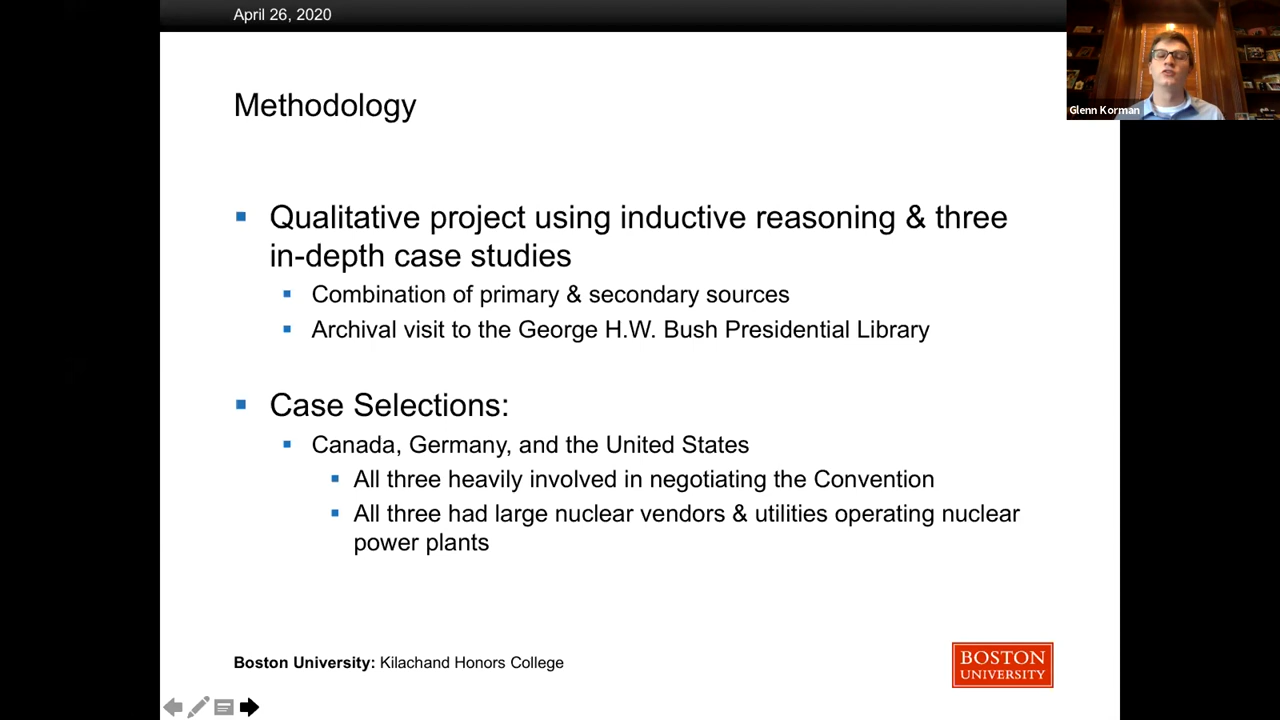 April 26, 2020
Glenn Korman
Methodology
Qualitative project using inductive reasoning & three
in-depth case studies
Combination of primary & secondary sources
Archival visit to the George H.W. Bush Presidential Library
Case Selections:
Canada, Germany, and the United States
All three heavily involved in negotiating the Convention
All three had large nuclear vendors & utilities operating nuclear
power plants
Boston University: Kilachand Honors College
BOSTON
UNIVERSITY